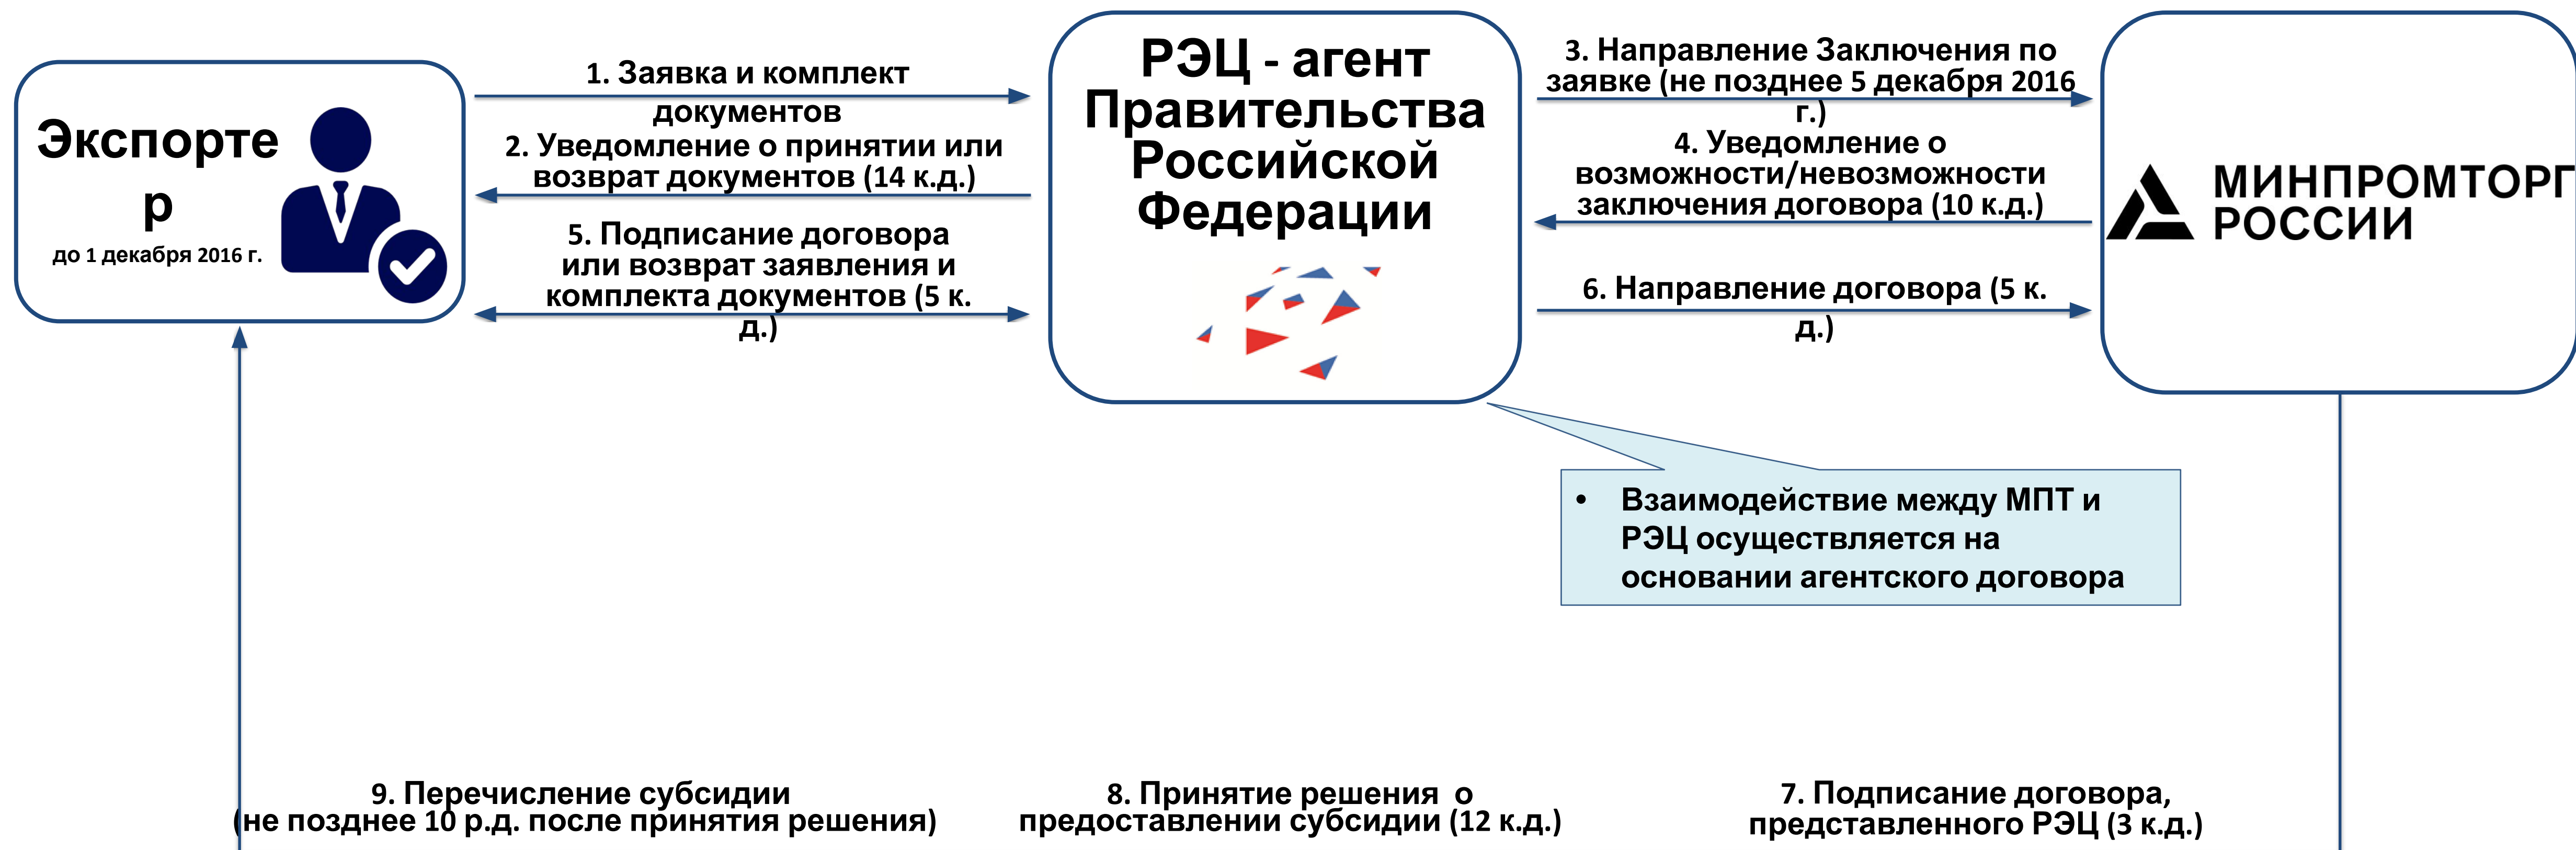 Экспорте
р
до 1 декабря 2016 г.
1. Заявка и комплект
документов
2. Уведомление о принятии или
возврат документов (14 к.д.)
5. Подписание договора
или возврат заявления и
комплекта документов (5 к.
д.)
РЭЦ - агент
Правительства
Российской
Федерации
3. Направление Заключения по
заявке (не позднее 5 декабря 2016
г.)
4. Уведомление о
возможности/невозможности
заключения договора (10 к.д.)
6. Направление договора (5 к.
д.)
МИНПРОМТОРГ
РОССИИ
• Взаимодействие между МПТ и
РЭЦ осуществляется на
основании агентского договора
9. Перечисление субсидии
(не позднее 10 р.д. после принятия решения)
8. Принятие решения о
предоставлении субсидии (12 к.д.)
7. Подписание договора,
представленного РЭЦ (3 к.д.)